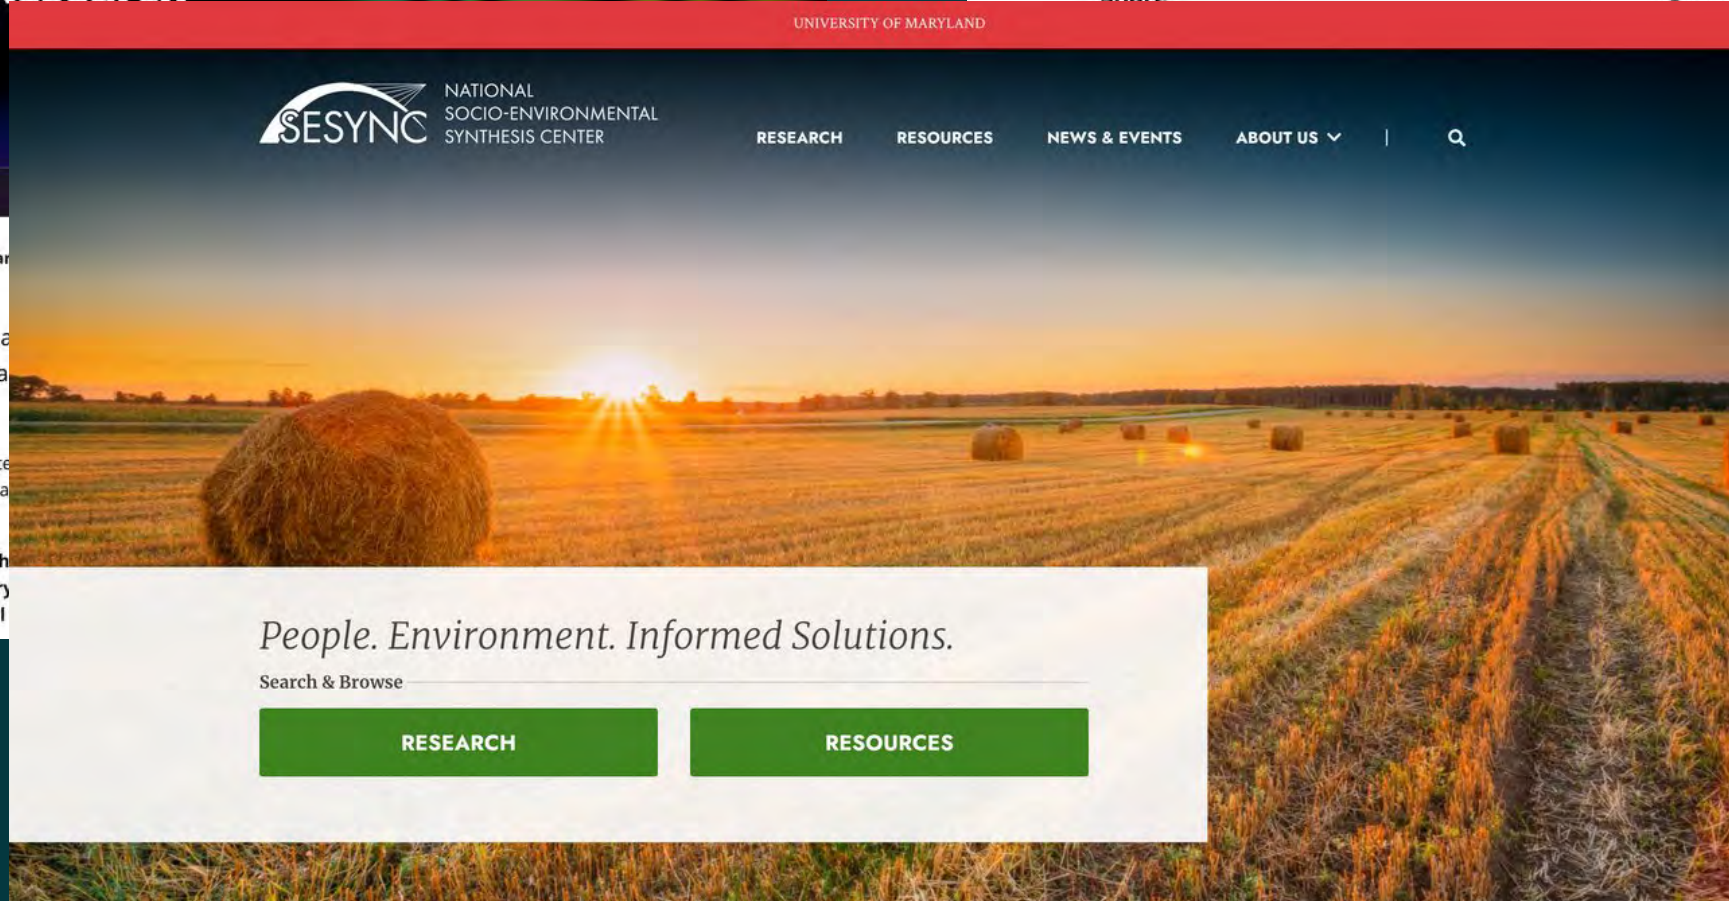 UNIVERSITY OF MARYLAND
SESYNC
NATIONAL
SOCIO-ENVIRONMENTAL
SYNTHESIS CENTER
RESEARCH
RESOURCES
NEWS & EVENTS
ABOUT US
People. Environment. Informed Solutions.
Search & Browse
RESEARCH
RESOURCES